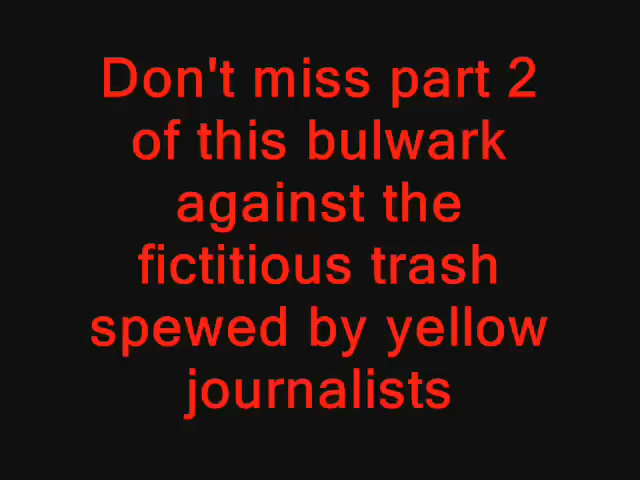 Don't miss part 2
of this bulwark
against the
fictitious trash
spewed by yellow
journalists